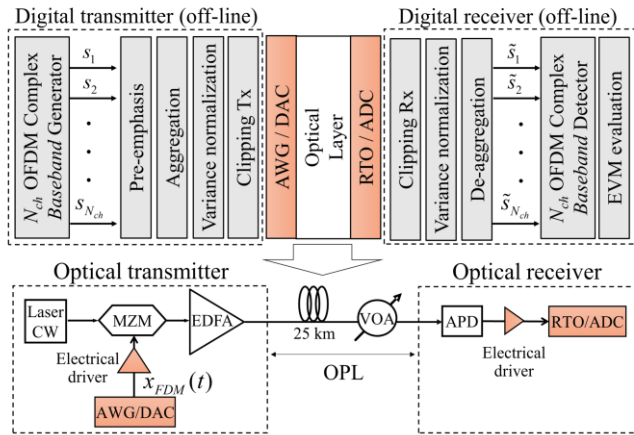 Digital transmitter (off-line)
Digital receiver (off-line)
N_ch OFDM Complex
Baseband Generator
s_1
s_2
s_{N_ch}
Pre-emphasis
Aggregation
Variance normalization
Clipping Tx
AWG / DAC
Optical
Layer
RTO / ADC
Clipping Rx
Variance normalization
De-aggregation
s̃_1
s̃_2
s̃_{N_ch}
N_ch OFDM Complex
Baseband Detector
EVM evaluation
Optical transmitter
Optical receiver
Laser
CW
MZM
EDFA
25 km
VOA
APD
RTO/ADC
Electrical
driver
x_FDM(t)
AWG/DAC
OPL
Electrical
driver